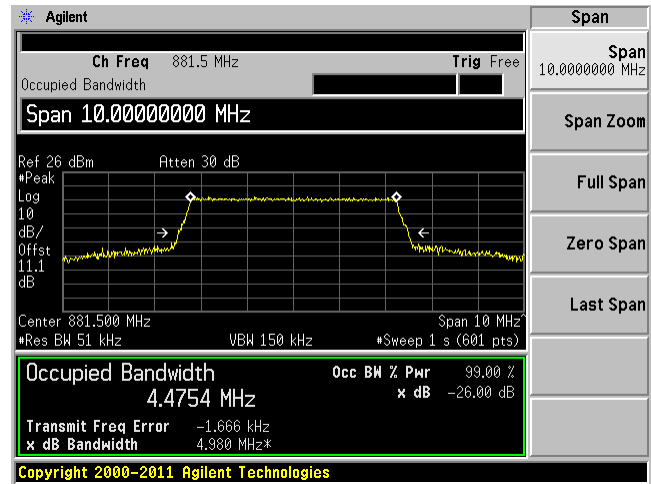 Agilent
Span
Ch Freq 881.5 MHz
Trig Free
Occupied Bandwidth
Span 10.00000000 MHz
Span
10.0000000 MHz
Span Zoom
Full Span
Zero Span
Last Span
Ref 26 dBm
Atten 30 dB
#Peak
Log
10
dB/
Offst
11.1
dB
Center 881.500 MHz
Span 10 MHz^
#Res BW 51 kHz
VBW 150 kHz
#Sweep 1 s (601 pts)
Occupied Bandwidth
4.4754 MHz
Occ BW % Pwr 99.00 %
x dB -26.00 dB
Transmit Freq Error -1.666 kHz
x dB Bandwidth 4.980 MHz*
Copyright 2000-2011 Agilent Technologies